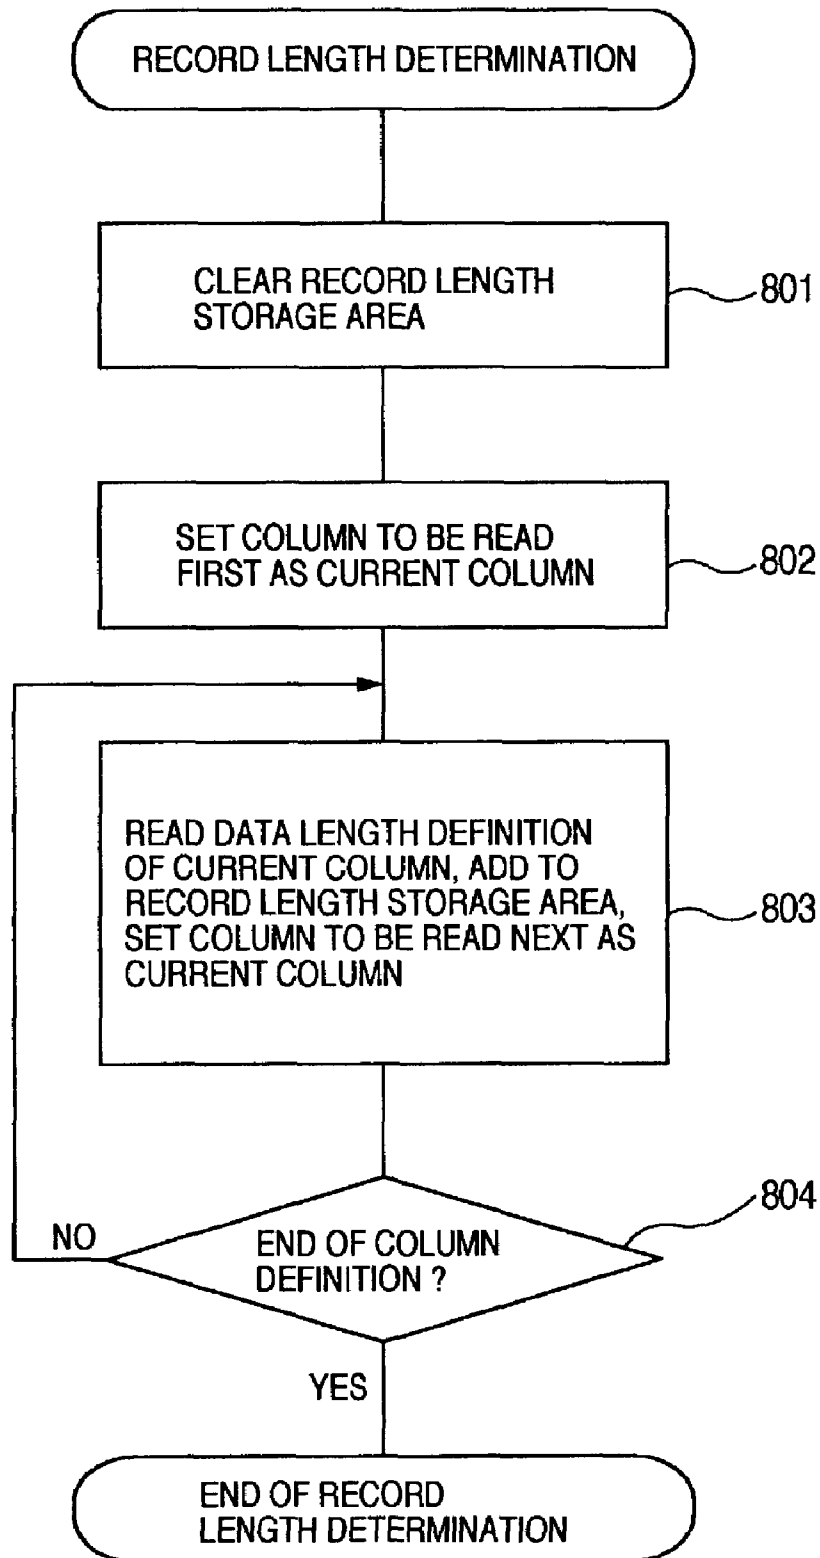 RECORD LENGTH DETERMINATION
CLEAR RECORD LENGTH
STORAGE AREA
801
SET COLUMN TO BE READ
FIRST AS CURRENT COLUMN
802
READ DATA LENGTH DEFINITION
OF CURRENT COLUMN, ADD TO
RECORD LENGTH STORAGE AREA,
SET COLUMN TO BE READ NEXT AS
CURRENT COLUMN
803
804
NO
END OF COLUMN
DEFINITION ?
YES
END OF RECORD
LENGTH DETERMINATION